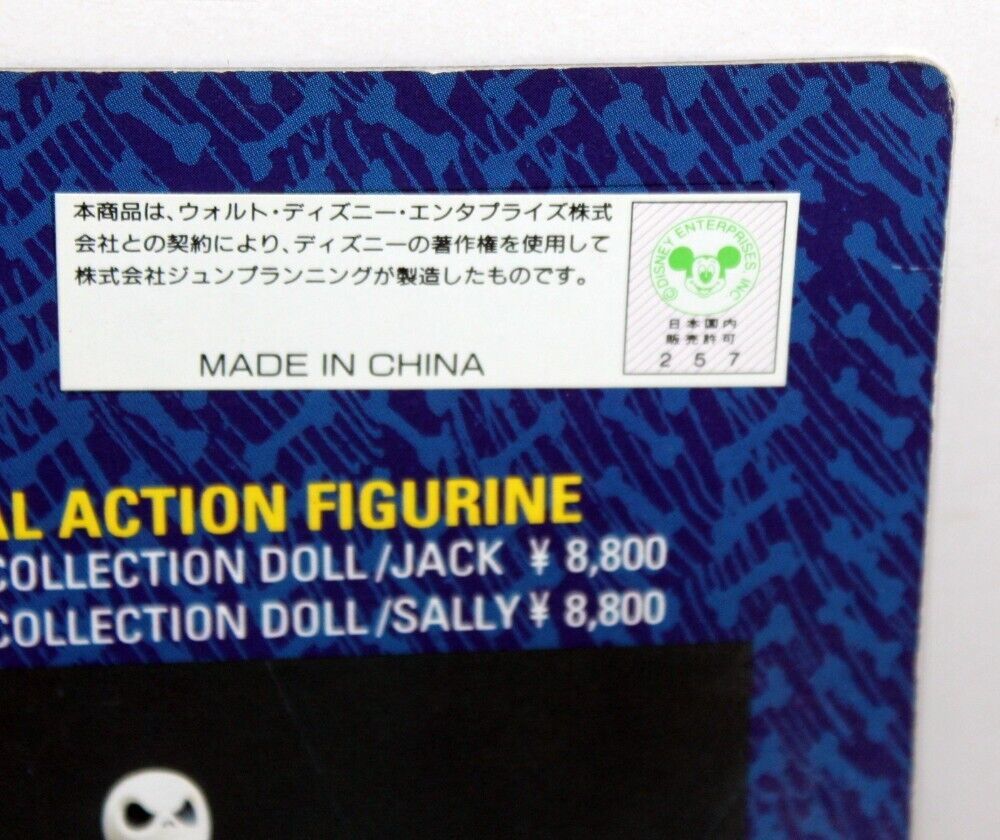 本商品は、ウォルト・ディズニー・エンタプライズ株式
会社との契約により、ディズニーの著作権を使用して
株式会社ジュンプランニングが製造したものです。
MADE IN CHINA
©DISNEY ENTERPRISES, INC
日本国内
販売許可
2 5 7
AL ACTION FIGURINE
COLLECTION DOLL/JACK ¥ 8,800
COLLECTION DOLL/SALLY ¥ 8,800